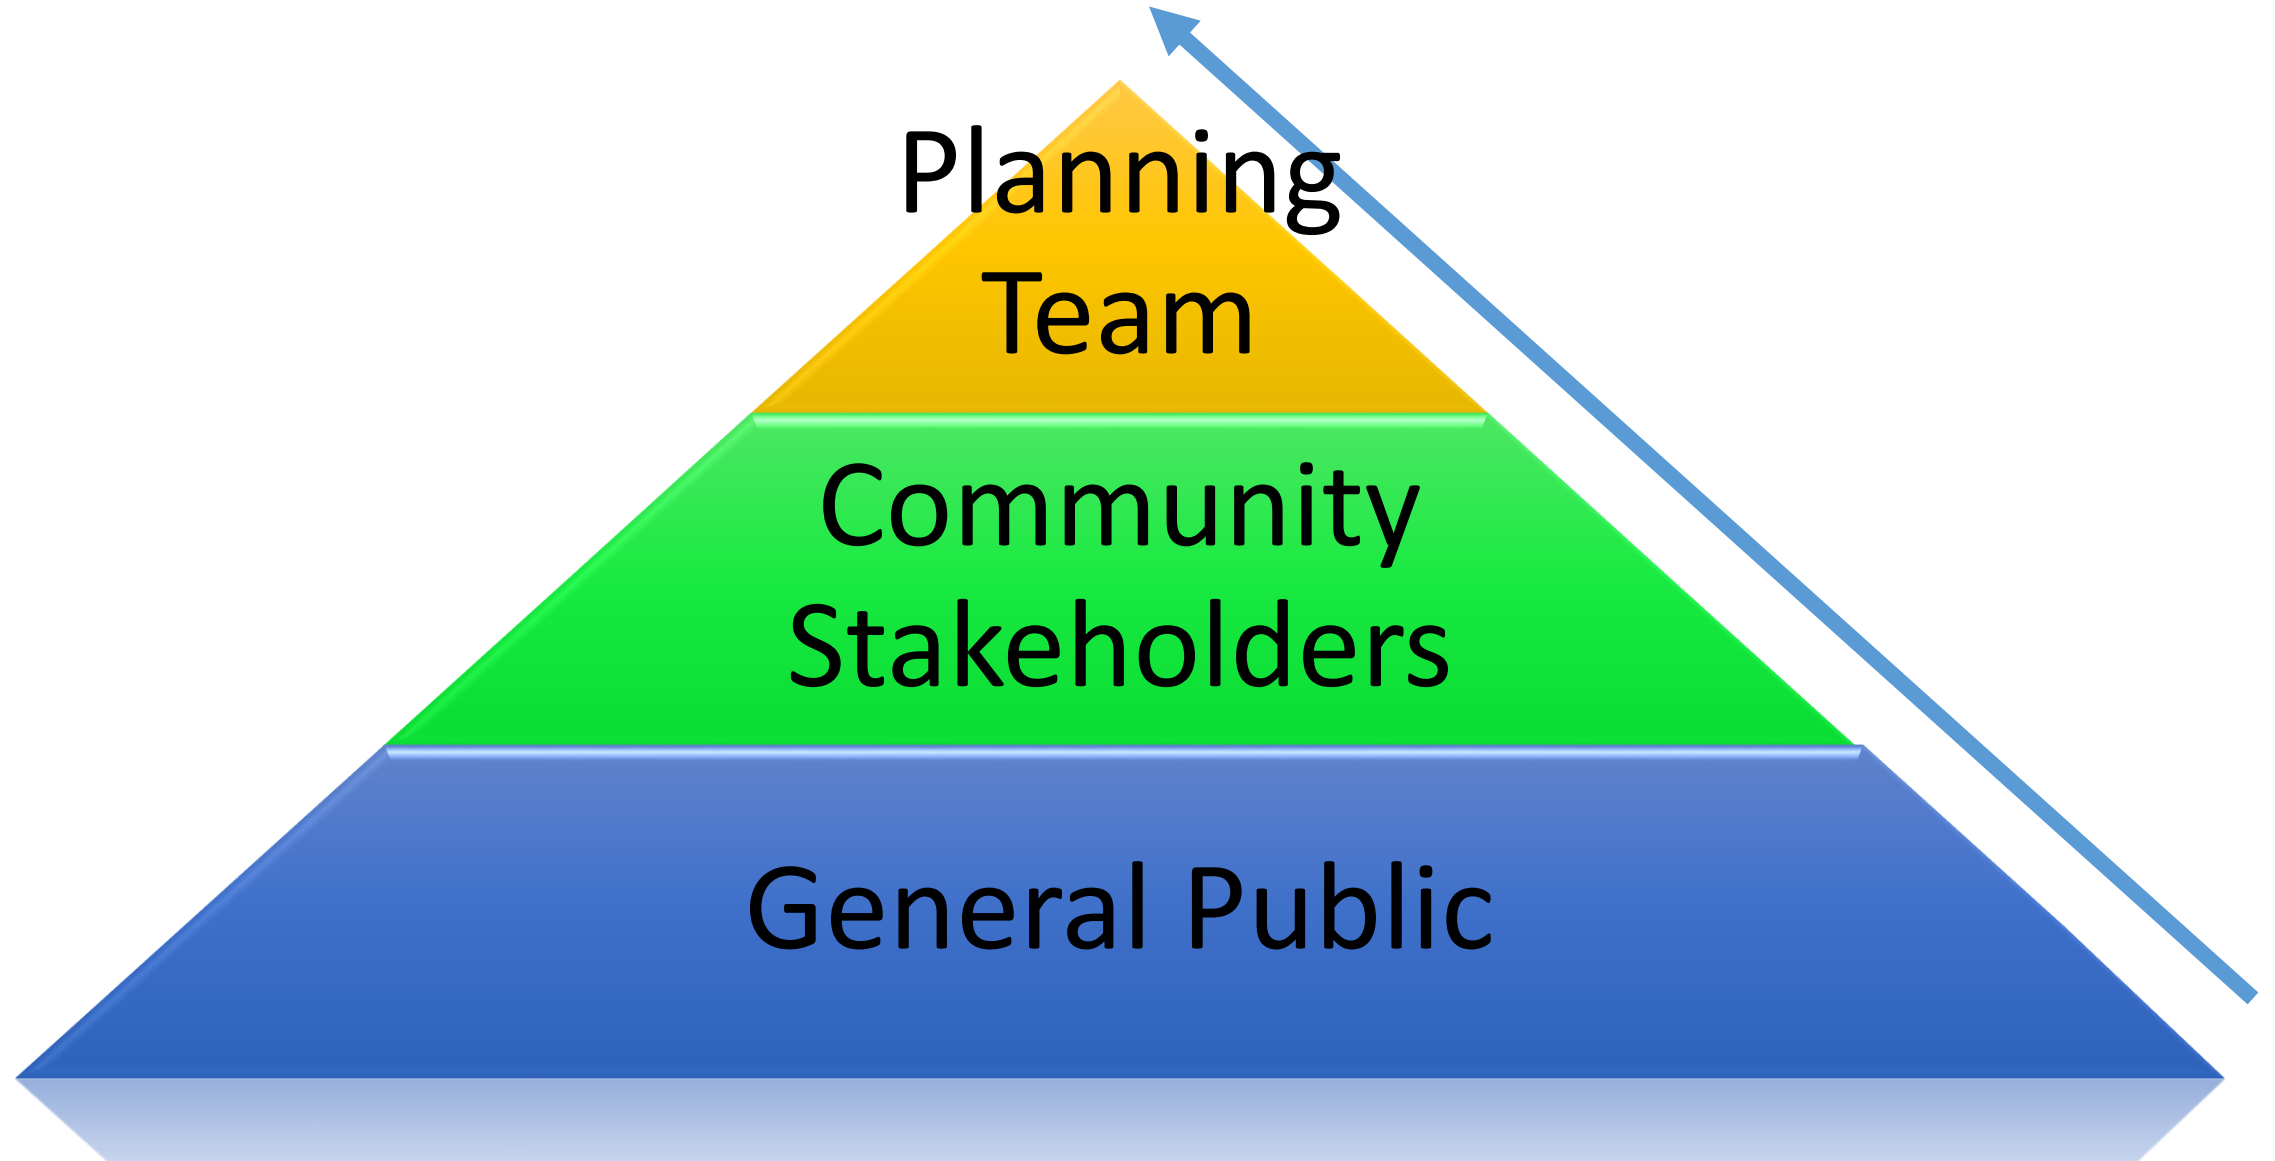 Planning
Team
Community
Stakeholders
General Public